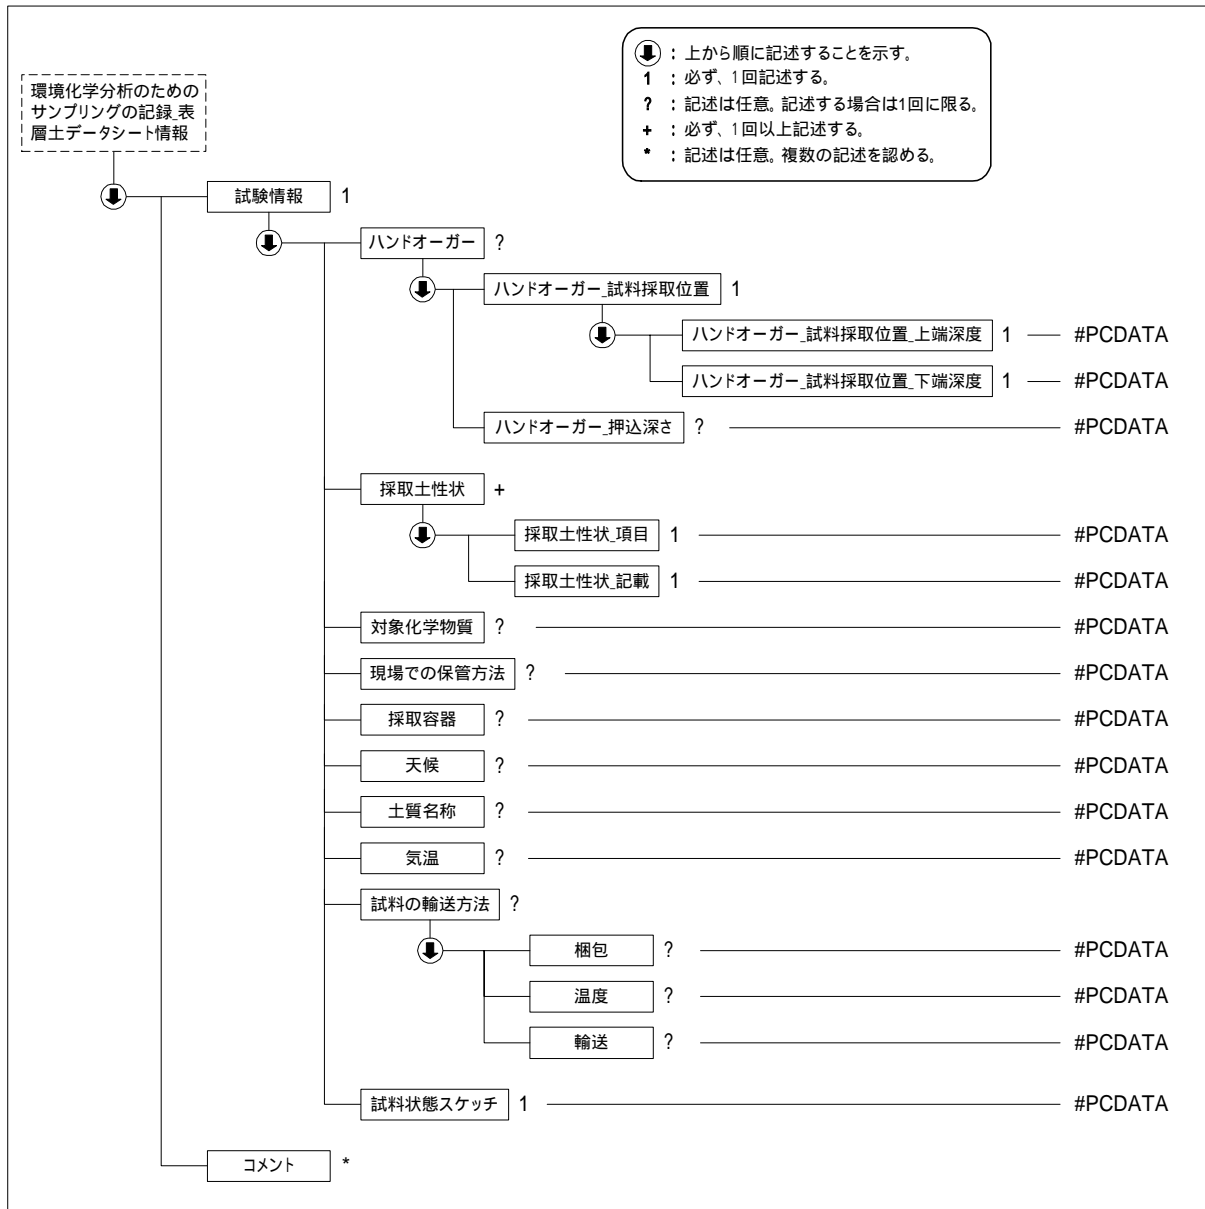 ：上から順に記述することを示す。
1 ：必ず、1回記述する。
? ：記述は任意。記述する場合は1回に限る。
+ ：必ず、1回以上記述する。
* ：記述は任意。複数の記述を認める。
環境化学分析のための
サンプリングの記録_表
層土データシート情報
試験情報 1
ハンドオーガー ?
ハンドオーガー_試料採取位置 1
ハンドオーガー_試料採取位置_上端深度 1 #PCDATA
ハンドオーガー_試料採取位置_下端深度 1 #PCDATA
ハンドオーガー_押込深さ ? #PCDATA
採取土性状 +
採取土性状_項目 1 #PCDATA
採取土性状_記載 1 #PCDATA
対象化学物質 ? #PCDATA
現場での保管方法 ? #PCDATA
採取容器 ? #PCDATA
天候 ? #PCDATA
土質名称 ? #PCDATA
気温 ? #PCDATA
試料の輸送方法 ?
梱包 ? #PCDATA
温度 ? #PCDATA
輸送 ? #PCDATA
試料状態スケッチ 1 #PCDATA
コメント *